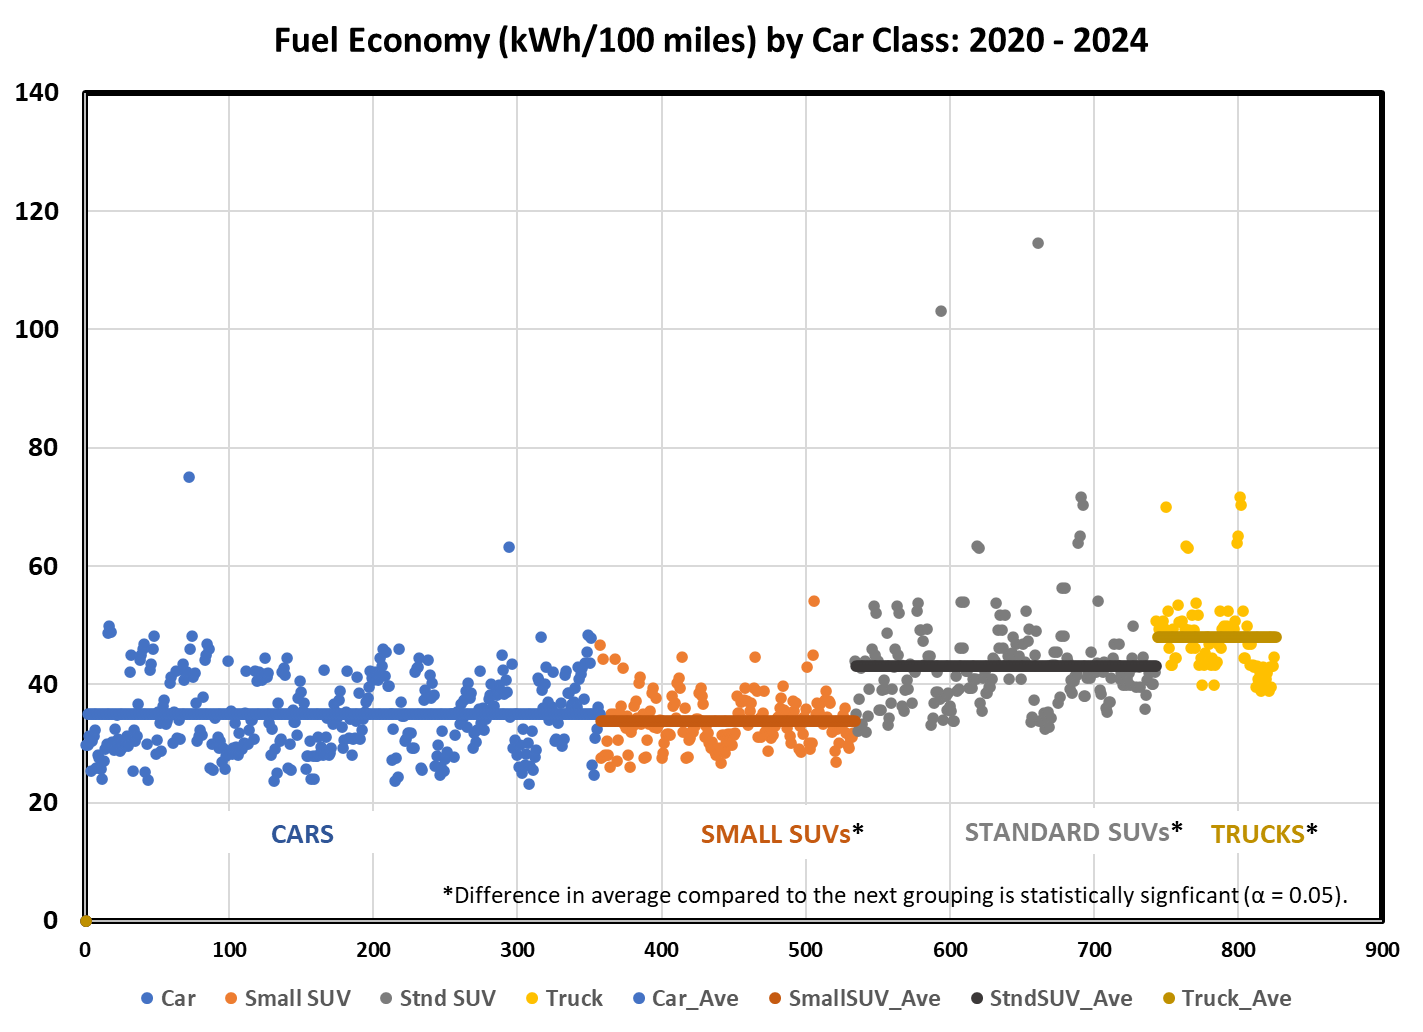 Fuel Economy (kWh/100 miles) by Car Class: 2020 - 2024
140
120
100
80
60
40
20
0
CARS
SMALL SUVs*
STANDARD SUVs*
TRUCKS*
*Difference in average compared to the next grouping is statistically signficant (α = 0.05).
0 100 200 300 400 500 600 700 800 900
Car Small SUV Stnd SUV Truck Car_Ave SmallSUV_Ave StndSUV_Ave Truck_Ave